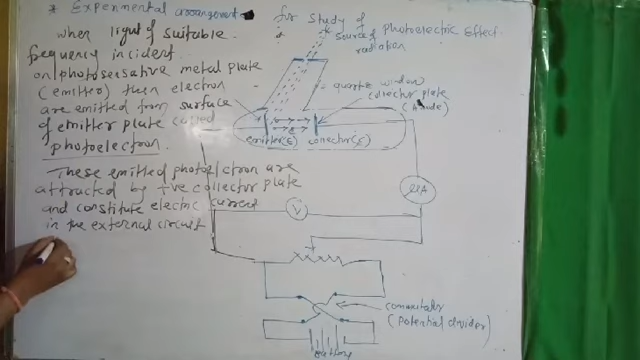 * Experimental arrangement for study of
Photoelectric Effect
source of
radiation
When light of suitable
frequency incident
on photosensative metal plate
(emitter) then electron
are emitted from surface
of emitter plate called
photoelectron.
These emitted photoelectron are
attracted by +ve collector plate
and constitute electric current
in the external circuit
quartz window
collector plate
(Anode)
emitter(E) collector(E)
V
commutator
(Potential divider)
Battery